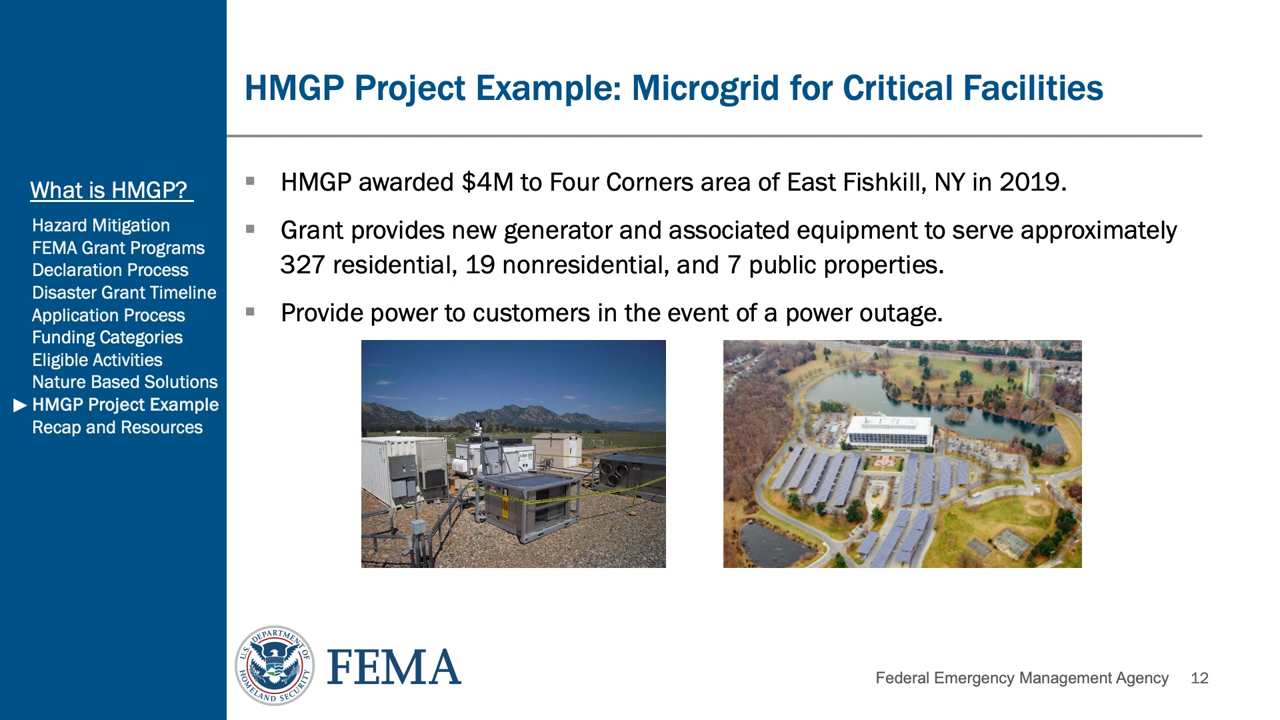 HMGP Project Example: Microgrid for Critical Facilities
What is HMGP?
Hazard Mitigation
FEMA Grant Programs
Declaration Process
Disaster Grant Timeline
Application Process
Funding Categories
Eligible Activities
Nature Based Solutions
▶ HMGP Project Example
Recap and Resources
▪ HMGP awarded $4M to Four Corners area of East Fishkill, NY in 2019.
▪ Grant provides new generator and associated equipment to serve approximately
327 residential, 19 nonresidential, and 7 public properties.
▪ Provide power to customers in the event of a power outage.
U.S. DEPARTMENT OF
HOMELAND SECURITY
FEMA
Federal Emergency Management Agency 12